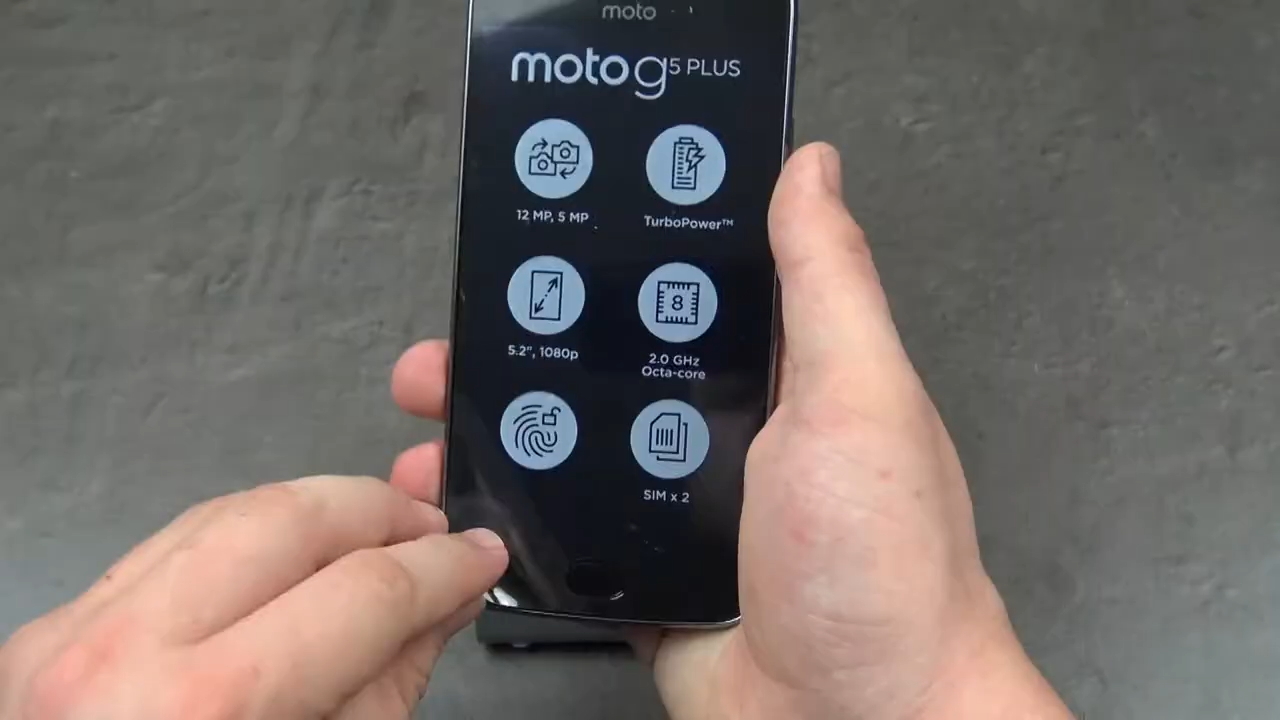 moto
moto g5 PLUS
12 MP, 5 MP
TurboPower™
5.2", 1080p
8
2.0 GHz
Octa-core
SIM x 2